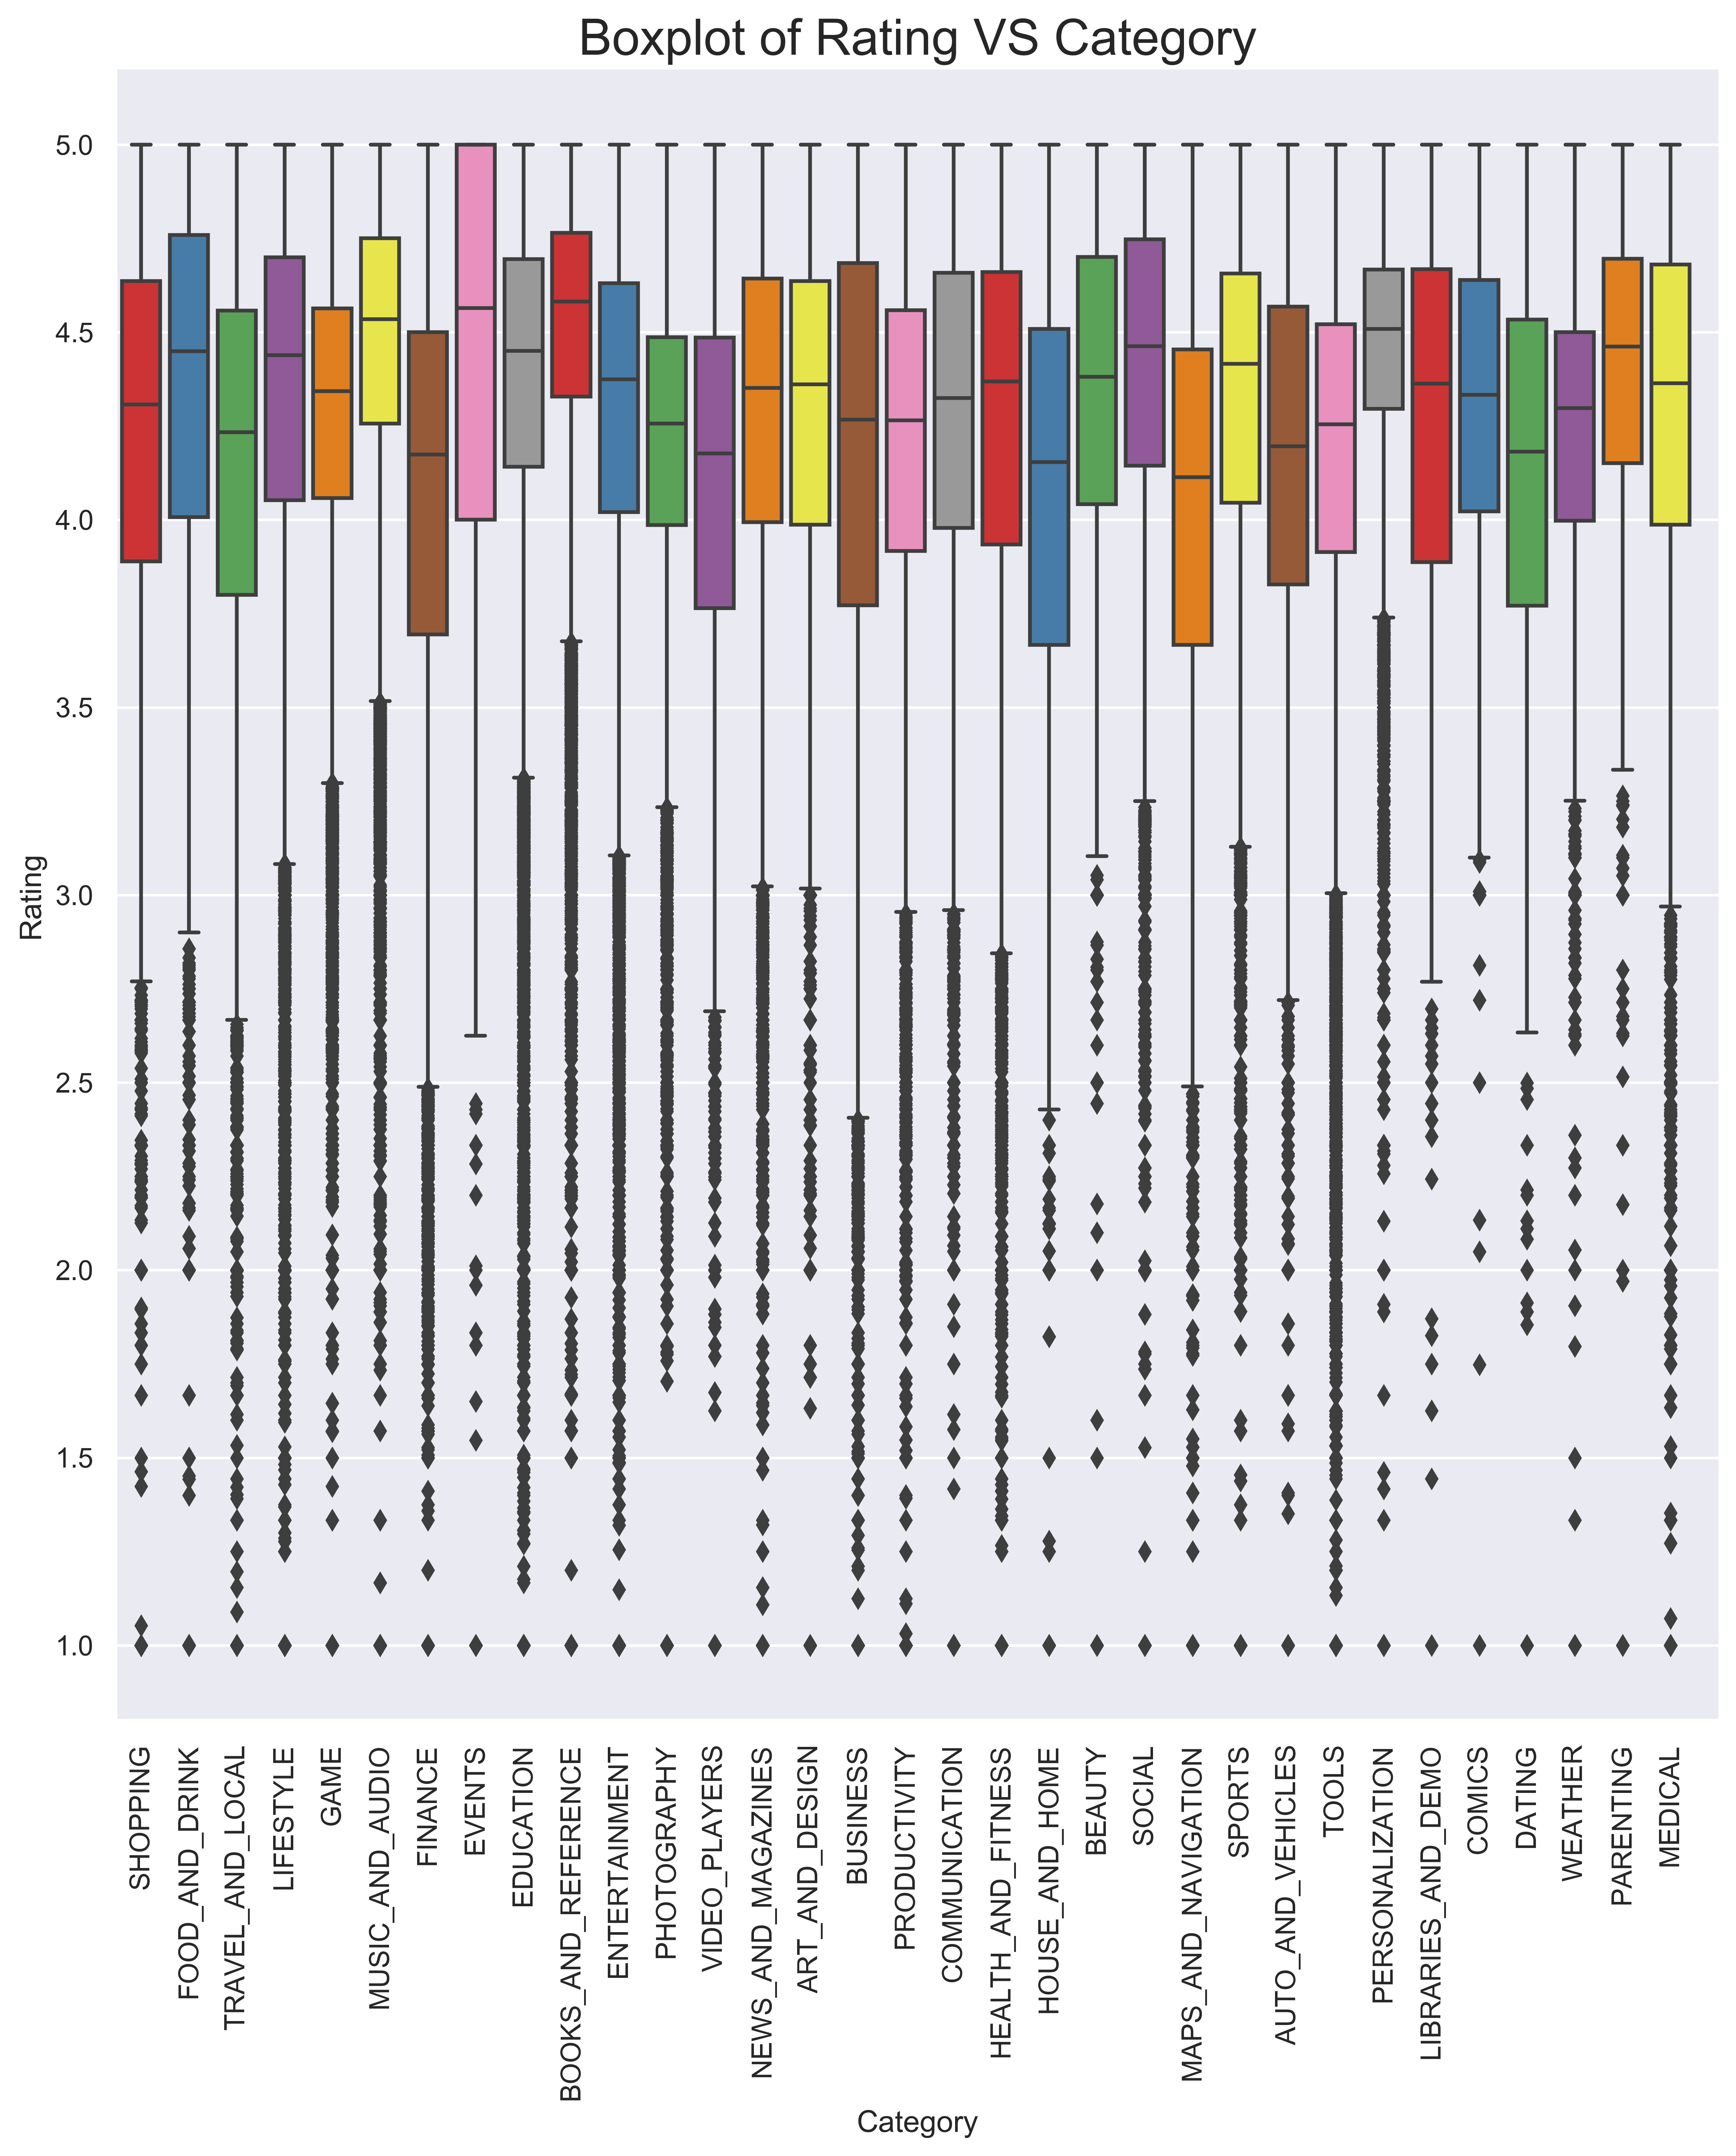 Boxplot of Rating VS Category
Rating
5.0
4.5
4.0
3.5
3.0
2.5
2.0
1.5
1.0
SHOPPING
FOOD_AND_DRINK
TRAVEL_AND_LOCAL
LIFESTYLE
GAME
MUSIC_AND_AUDIO
FINANCE
EVENTS
EDUCATION
BOOKS_AND_REFERENCE
ENTERTAINMENT
PHOTOGRAPHY
VIDEO_PLAYERS
NEWS_AND_MAGAZINES
ART_AND_DESIGN
BUSINESS
PRODUCTIVITY
COMMUNICATION
HEALTH_AND_FITNESS
HOUSE_AND_HOME
BEAUTY
SOCIAL
MAPS_AND_NAVIGATION
SPORTS
AUTO_AND_VEHICLES
TOOLS
PERSONALIZATION
LIBRARIES_AND_DEMO
COMICS
DATING
WEATHER
PARENTING
MEDICAL
Category